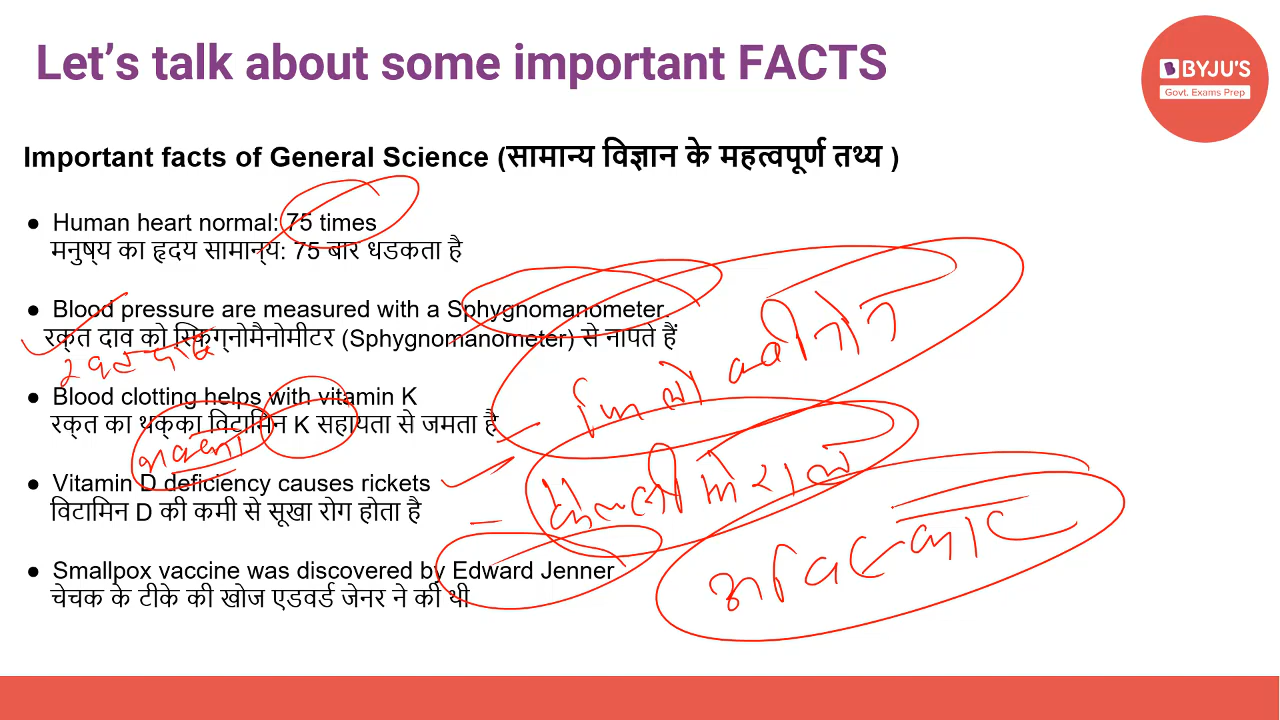 Let's talk about some important FACTS
BYJU'S
Govt. Exams Prep
Important facts of General Science (सामान्य विज्ञान के महत्वपूर्ण तथ्य )
● Human heart normal: 75 times
मनुष्य का हृदय सामान्य: 75 बार धडकता है
● Blood pressure are measured with a Sphygnomanometer.
रक्त दाव को स्फिग्नोमैनोमीटर (Sphygnomanometer) से नापते हैं
● Blood clotting helps with vitamin K
रक्त का थक्का विटामिन K सहायता से जमता है
● Vitamin D deficiency causes rickets
विटामिन D की कमी से सूखा रोग होता है
● Smallpox vaccine was discovered by Edward Jenner
चेचक के टीके की खोज एडवर्ड जेनर ने की थी